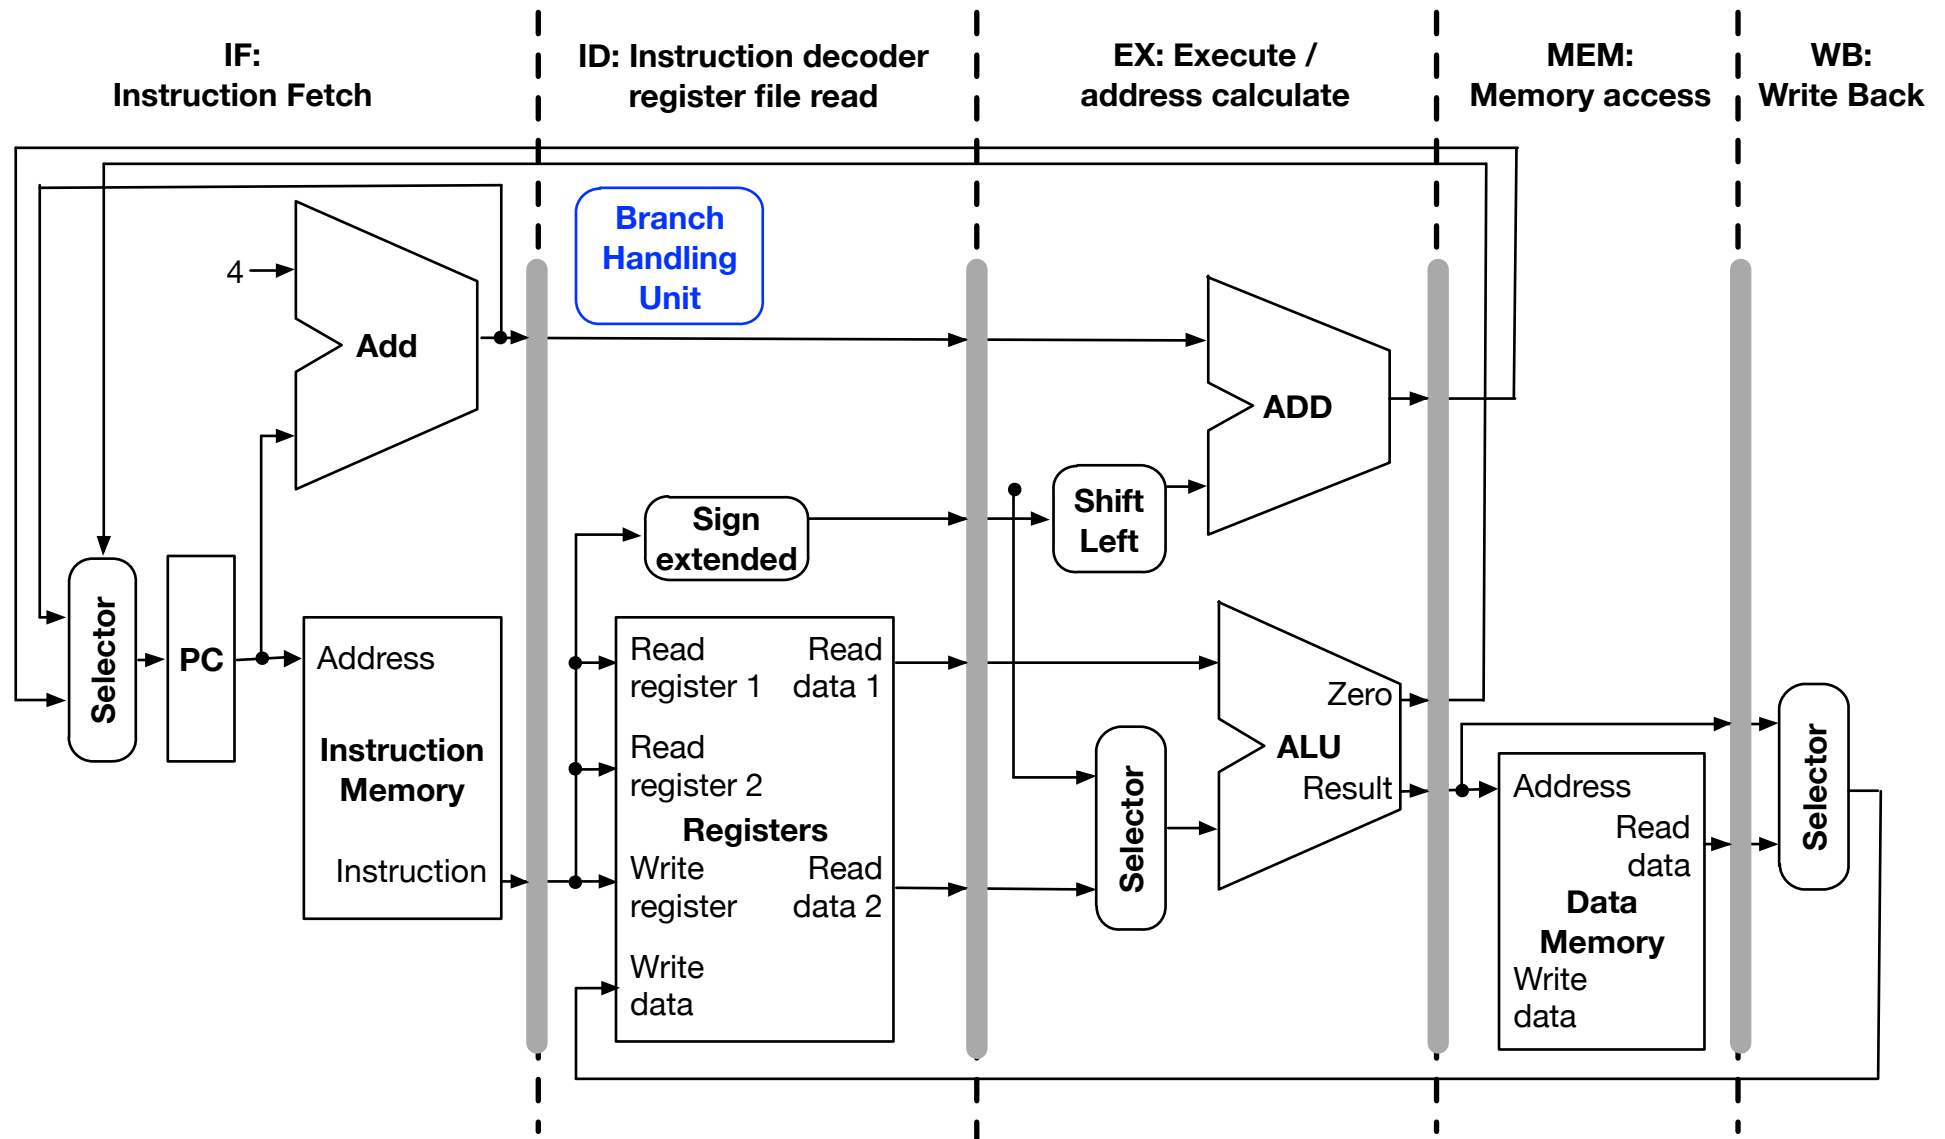 IF:
Instruction Fetch
ID: Instruction decoder
register file read
EX: Execute /
address calculate
MEM:
Memory access
WB:
Write Back
Branch
Handling
Unit
4
Add
ADD
Sign
extended
Shift
Left
Selector
PC
Address
Instruction
Memory
Instruction
Read
register 1
Read
data 1
Read
register 2
Registers
Write
register
Read
data 2
Write
data
Selector
Zero
ALU
Result
Address
Read
data
Data
Memory
Write
data
Selector